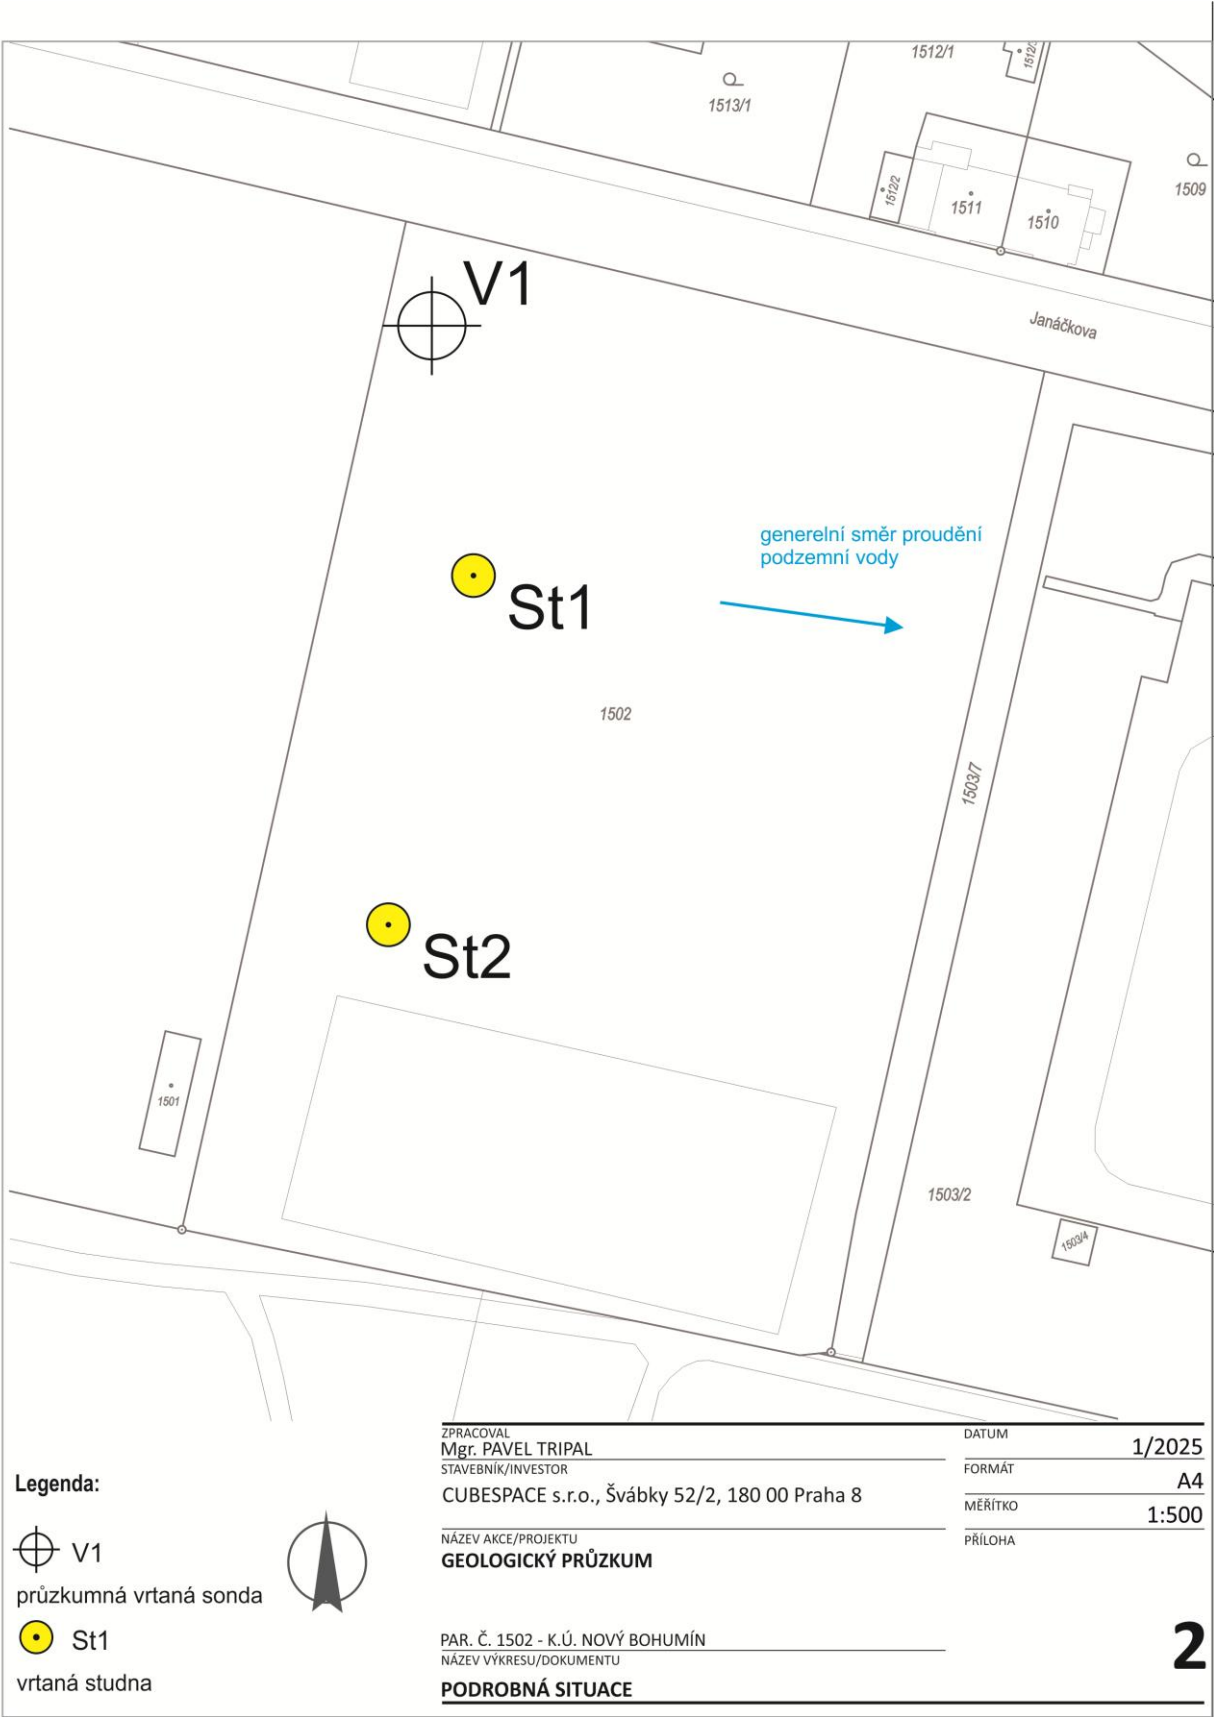 1512/1
1512/3
1513/1
1509
1512/2
1511
1510
V1
Janáčkova
generelní směr proudění
podzemní vody
St1
1502
1503/7
St2
1501
1503/2
1503/4
Legenda:
V1
průzkumná vrtaná sonda
St1
vrtaná studna
ZPRACOVAL
Mgr. PAVEL TRIPAL
STAVEBNÍK/INVESTOR
CUBESPACE s.r.o., Švábky 52/2, 180 00 Praha 8
NÁZEV AKCE/PROJEKTU
GEOLOGICKÝ PRŮZKUM
PAR. Č. 1502 - K.Ú. NOVÝ BOHUMÍN
NÁZEV VÝKRESU/DOKUMENTU
PODROBNÁ SITUACE
DATUM
1/2025
FORMÁT
A4
MĚŘÍTKO
1:500
PŘÍLOHA
2